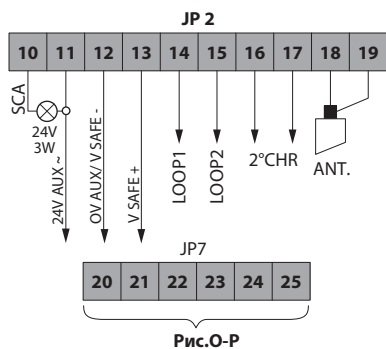 JP 2
10 11 12 13 14 15 16 17 18 19
SCA
24V
3W
24V AUX ~
OV AUX/ V SAFE -
V SAFE +
LOOP1
LOOP2
2°CHR
ANT.
JP7
20 21 22 23 24 25
Рис.O-P